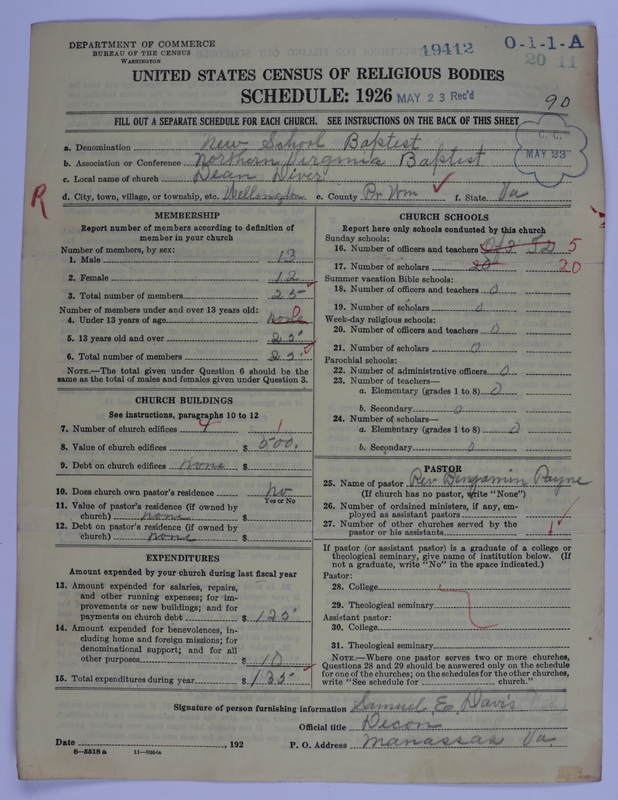 DEPARTMENT OF COMMERCE
BUREAU OF THE CENSUS
WASHINGTON
19412
O-1-1-A
20 11
UNITED STATES CENSUS OF RELIGIOUS BODIES
SCHEDULE: 1926 MAY 23 Rec'd
90
FILL OUT A SEPARATE SCHEDULE FOR EACH CHURCH. SEE INSTRUCTIONS ON THE BACK OF THIS SHEET
C. C.
MAY 23
a. Denomination New School Baptist
b. Association or Conference Northern Virginia Baptist
c. Local name of church Dean Diver
R
d. City, town, village, or township, etc. Wellington e. County Pr. Wm f. State Va
MEMBERSHIP
Report number of members according to definition of
member in your church
Number of members, by sex:
1. Male 13
2. Female 12
3. Total number of members 25
Number of members under and over 13 years old:
4. Under 13 years of age none 0
5. 13 years old and over 25
6. Total number of members 25
NOTE.—The total given under Question 6 should be the
same as the total of males and females given under Question 3.
CHURCH BUILDINGS
See instructions, paragraphs 10 to 12
7. Number of church edifices 1
8. Value of church edifices $ 500.
9. Debt on church edifices none $
10. Does church own pastor's residence no
Yes or No
11. Value of pastor's residence (if owned by
church) none $
12. Debt on pastor's residence (if owned by
church) none $
EXPENDITURES
Amount expended by your church during last fiscal year
13. Amount expended for salaries, repairs,
and other running expenses; for im-
provements or new buildings; and for
payments on church debt $ 125
14. Amount expended for benevolences, in-
cluding home and foreign missions; for
denominational support; and for all
other purposes $ 10
15. Total expenditures during year $ 135
CHURCH SCHOOLS
Report here only schools conducted by this church
Sunday schools:
16. Number of officers and teachers 5
17. Number of scholars 20 20
Summer vacation Bible schools:
18. Number of officers and teachers 0
19. Number of scholars 0
Week-day religious schools:
20. Number of officers and teachers 0
21. Number of scholars 0
Parochial schools:
22. Number of administrative officers 0
23. Number of teachers—
a. Elementary (grades 1 to 8) 0
b. Secondary 0
24. Number of scholars—
a. Elementary (grades 1 to 8) 0
b. Secondary 0
PASTOR
25. Name of pastor Rev Benjamin Payne
(If church has no pastor, write "None")
26. Number of ordained ministers, if any, em-
ployed as assistant pastors
27. Number of other churches served by the
pastor or his assistants 1
If pastor (or assistant pastor) is a graduate of a college or
theological seminary, give name of institution below. (If
not a graduate, write "No" in the space indicated.)
Pastor:
28. College
29. Theological seminary
Assistant pastor:
30. College
31. Theological seminary
NOTE.—Where one pastor serves two or more churches,
Questions 28 and 29 should be answered only on the schedule
for one of the churches; on the schedules for the other churches,
write "See schedule for church."
Signature of person furnishing information Samuel E. Davis
Official title Decon
Date , 192 P. O. Address Manassas Va.
8-5518 a 11-9264a